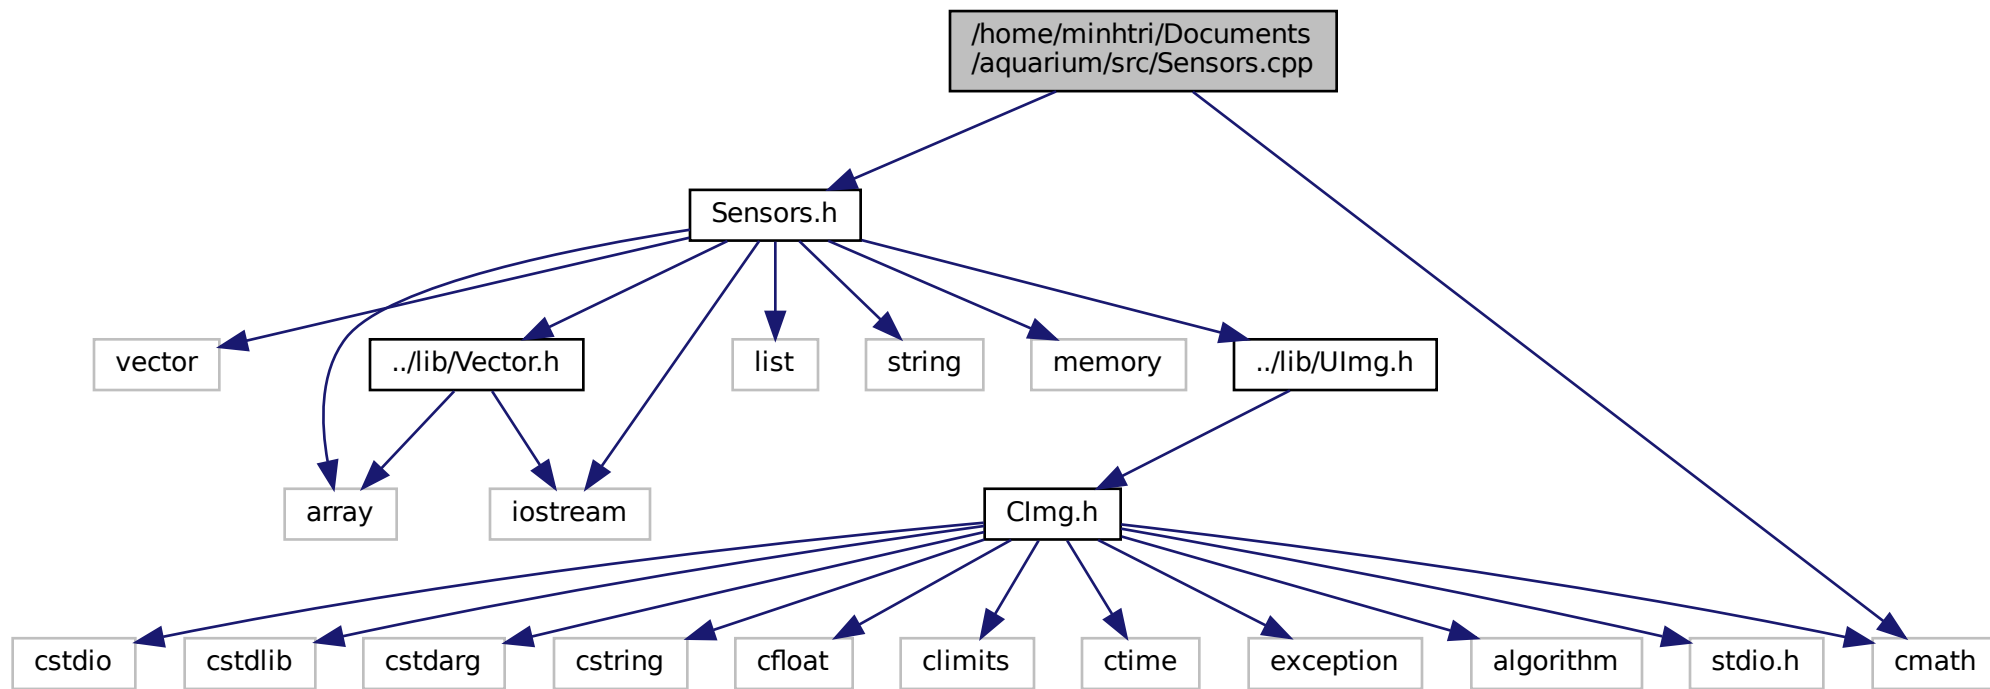 /home/minhtri/Documents
/aquarium/src/Sensors.cpp
Sensors.h
vector
../lib/Vector.h
list
string
memory
../lib/UImg.h
array
iostream
CImg.h
cstdio
cstdlib
cstdarg
cstring
cfloat
climits
ctime
exception
algorithm
stdio.h
cmath